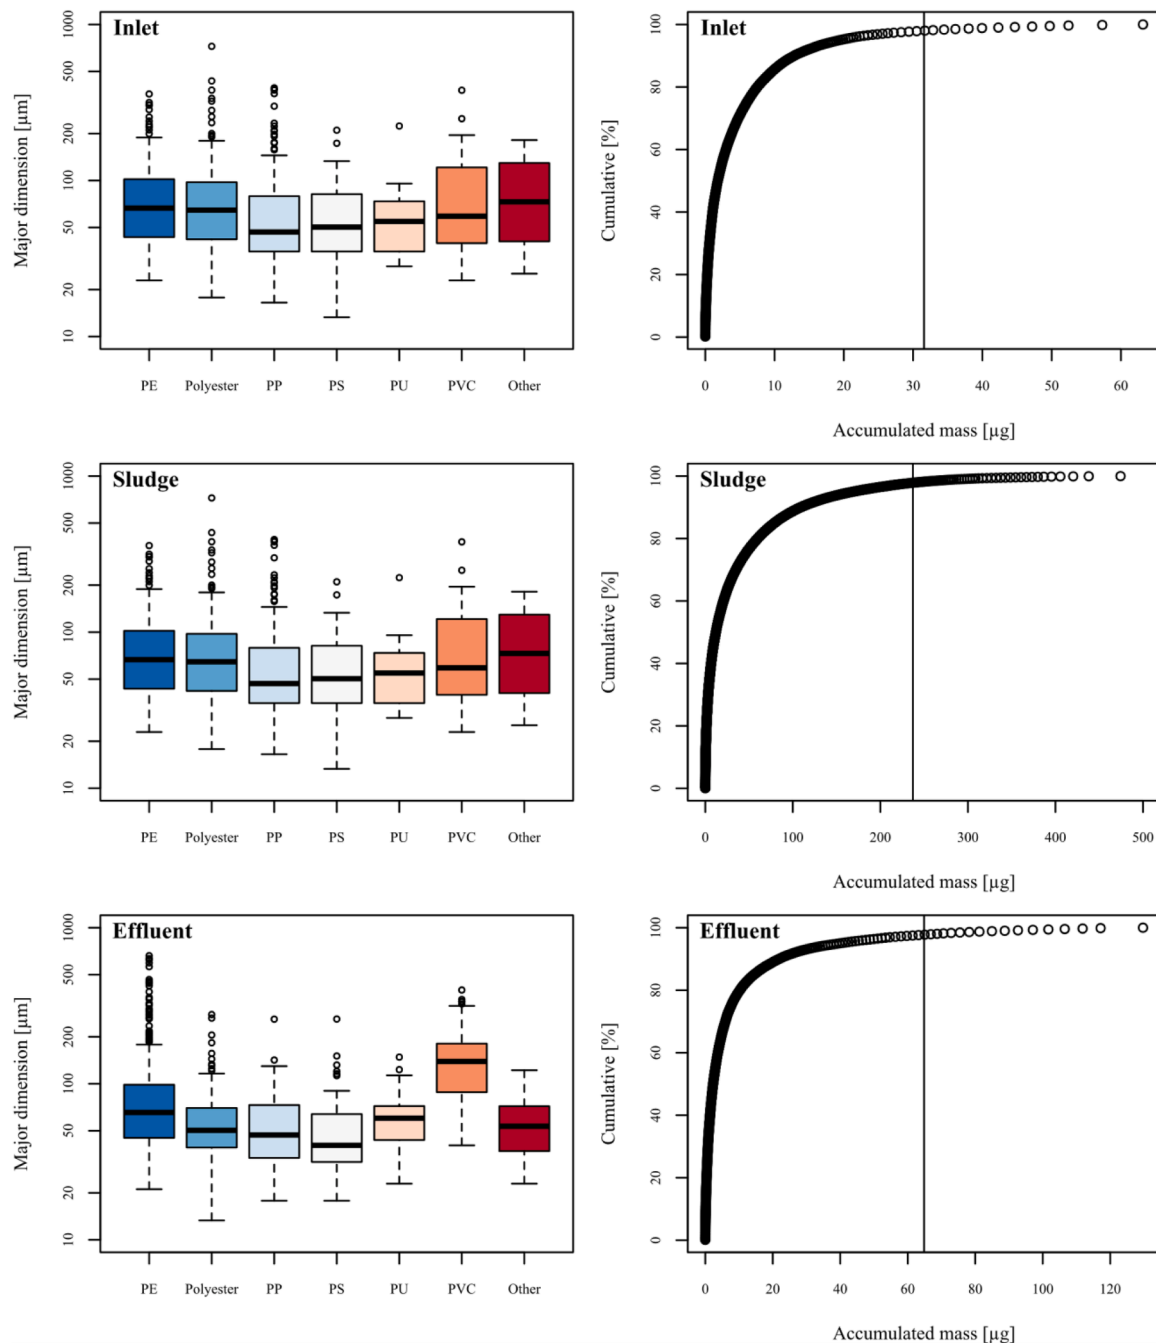 Inlet
Major dimension [µm]
1000
500
200
100
50
20
10
PE Polyester PP PS PU PVC Other
Inlet
Cumulative [%]
100
80
60
40
20
0
0 10 20 30 40 50 60
Accumulated mass [µg]
Sludge
Major dimension [µm]
1000
500
200
100
50
20
10
PE Polyester PP PS PU PVC Other
Sludge
Cumulative [%]
100
80
60
40
20
0
0 100 200 300 400 500
Accumulated mass [µg]
Effluent
Major dimension [µm]
1000
500
200
100
50
20
10
PE Polyester PP PS PU PVC Other
Effluent
Cumulative [%]
100
80
60
40
20
0
0 20 40 60 80 100 120
Accumulated mass [µg]